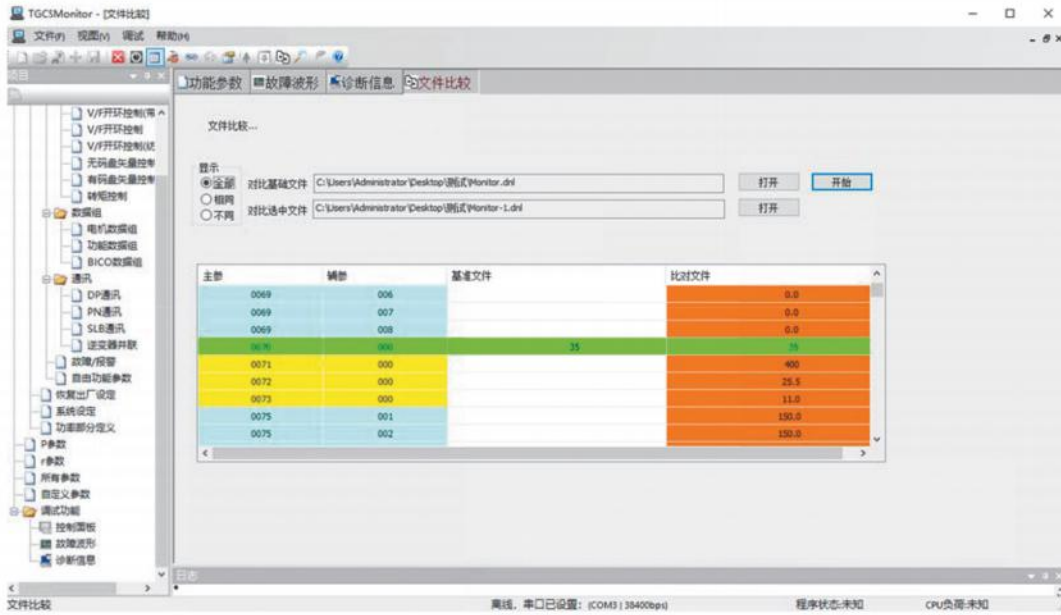 TGCSMonitor - [文件比较]
文件(F) 视图(V) 调试 帮助(H)
项目
功能参数 故障波形 诊断信息 文件比较
V/F开环控制(带
V/F开环控制
V/F开环控制(纺
无码盘矢量控制
有码盘矢量控制
转矩控制
数据组
电机数据组
功能数据组
BICO数据组
通讯
DP通讯
PN通讯
SLB通讯
逆变器并联
故障/报警
自由功能参数
恢复出厂设定
系统设定
功率部分定义
P参数
r参数
所有参数
自定义参数
调试功能
控制面板
故障波形
诊断信息
文件比较...
显示
全部
相同
不同
对比基础文件 C:\Users\Administrator\Desktop\测试\Monitor.dnl 打开 开始
对比选中文件 C:\Users\Administrator\Desktop\测试\Monitor-1.dnl 打开
主参 辅参 基准文件 比对文件
0069 006 0.0
0069 007 0.0
0069 008 0.0
0070 000 35 35
0071 000 400
0072 000 25.5
0073 000 11.0
0075 001 150.0
0075 002 150.0
日志
文件比较 离线, 串口已设置: (COM3 | 38400bps) 程序状态:未知 CPU负荷:未知